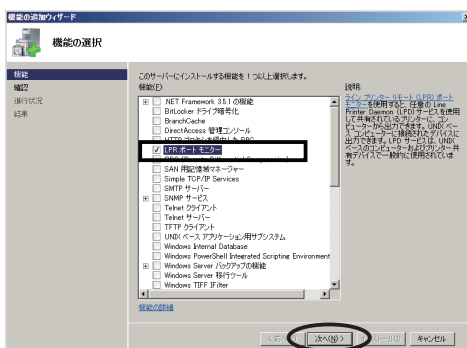 機能の追加ウィザード
機能の選択
機能
確認
進行状況
結果
このサーバーにインストールする機能を 1つ以上選択します。
機能(F):
.NET Framework 3.5.1 の機能
BitLocker ドライブ暗号化
BranchCache
DirectAccess 管理コンソール
LPR ポート モニター
SAN 用記憶域マネージャー
Simple TCP/IP Services
SMTP サーバー
SNMP サービス
Telnet クライアント
Telnet サーバー
TFTP クライアント
UNIX ベース アプリケーション用サブシステム
Windows Internal Database
Windows PowerShell Integrated Scripting Environment
Windows Server バックアップの機能
Windows Server 移行ツール
Windows TIFF IFilter
機能の詳細
説明:
ライン プリンター リモート (LPR) ポート
モニターを使用すると、任意の Line
Printer Daemon (LPD) サービスを使用
して共有されているプリンターに、コン
ピューターから出力できます。UNIX ベー
ス コンピューターに接続されたデバイスに
出力できます。LPD サービスは、UNIX
ベースのコンピューターおよびプリンター共
有デバイスで一般的に使用されていま
す。
次へ(N) >
キャンセル